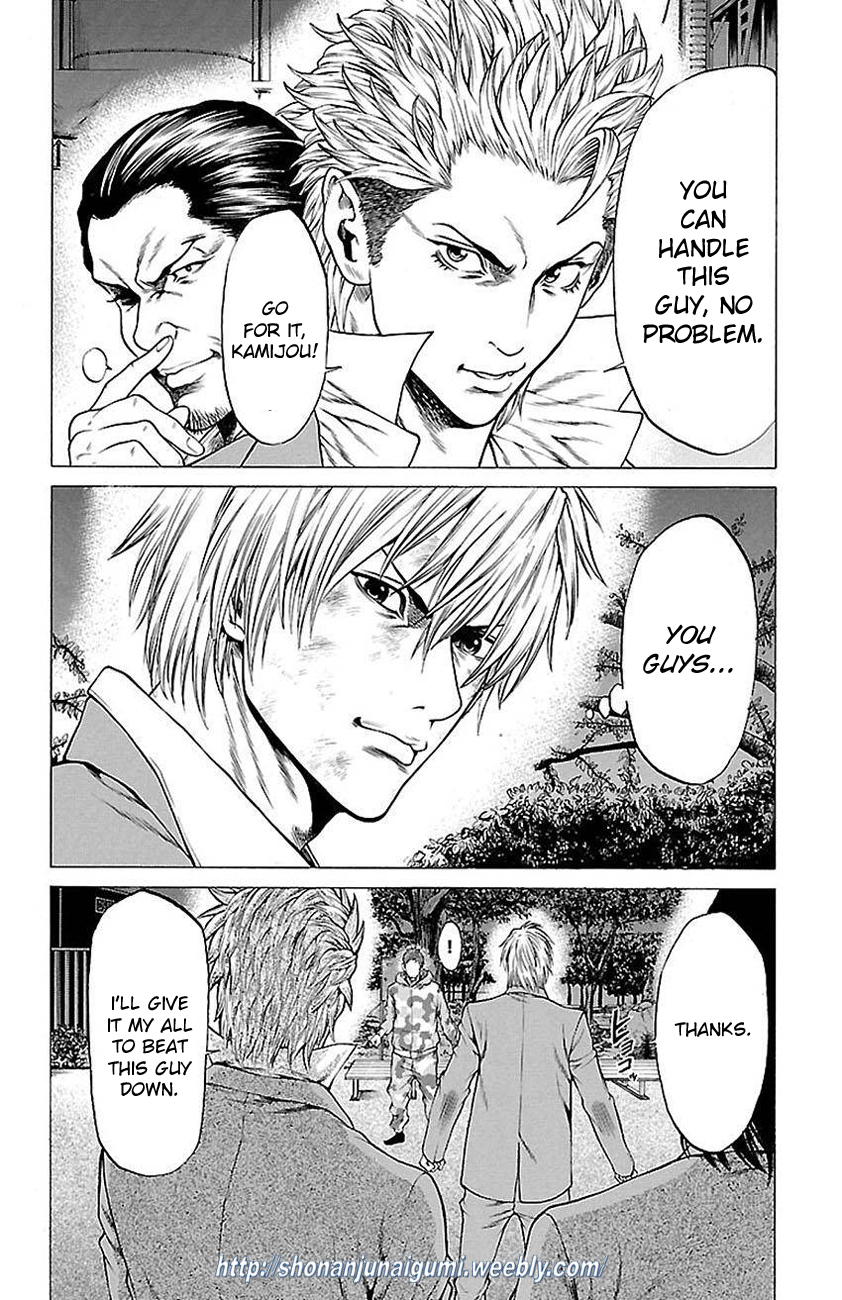 YOU
CAN
HANDLE
THIS
GUY, NO
PROBLEM.
GO
FOR IT,
KAMIJOU!
YOU
GUYS...
THANKS.
!
I'LL GIVE
IT MY ALL
TO BEAT
THIS GUY
DOWN.
http://shonanjunaigumi.weebly.com/